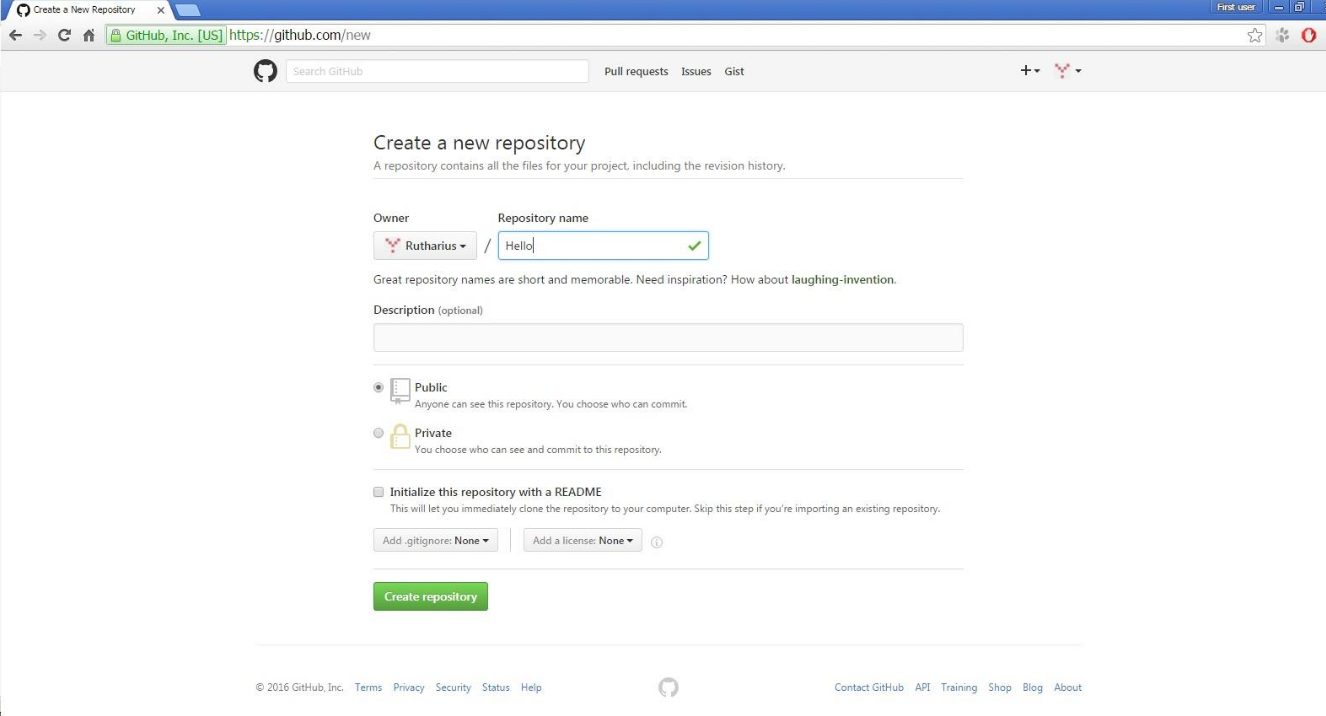 Create a New Repository
First user
GitHub, Inc. [US] https://github.com/new
Search GitHub Pull requests Issues Gist
Create a new repository
A repository contains all the files for your project, including the revision history.
Owner Repository name
Rutharius / Hello
Great repository names are short and memorable. Need inspiration? How about laughing-invention.
Description (optional)
Public
Anyone can see this repository. You choose who can commit.
Private
You choose who can see and commit to this repository.
Initialize this repository with a README
This will let you immediately clone the repository to your computer. Skip this step if you're importing an existing repository.
Add .gitignore: None Add a license: None
Create repository
© 2016 GitHub, Inc. Terms Privacy Security Status Help Contact GitHub API Training Shop Blog About